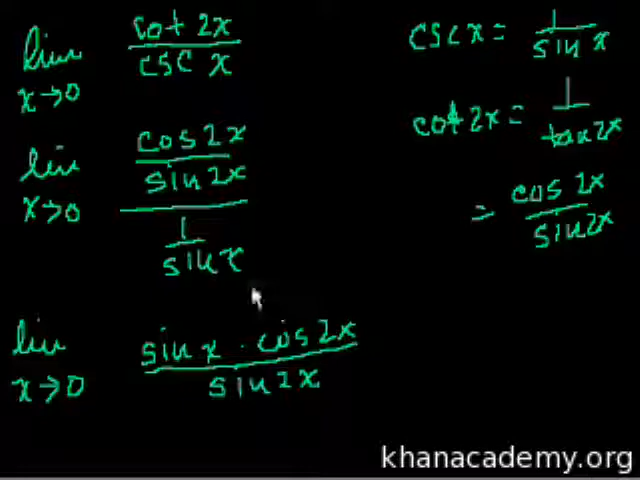 lim x→0 cot 2x / csc x
csc x = 1 / sin x
cot 2x = 1 / tan 2x
lim x→0 (cos 2x / sin 2x) / (1 / sin x)
= cos 2x / sin 2x
lim x→0 sin x · cos 2x / sin 2x
khanacademy.org